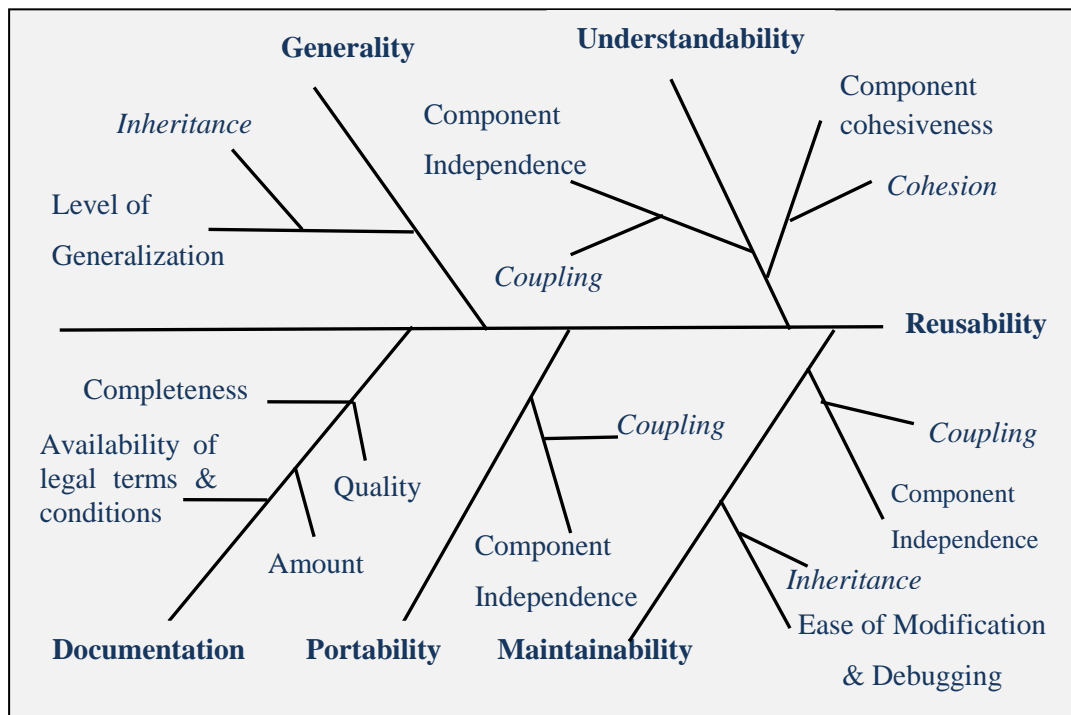 Generality
Understandability
Component
cohesiveness
Inheritance
Component
Independence
Cohesion
Level of
Generalization
Coupling
Reusability
Completeness
Availability of
legal terms &
conditions
Quality
Amount
Coupling
Component
Independence
Coupling
Component
Independence
Inheritance
Ease of Modification
& Debugging
Documentation
Portability
Maintainability